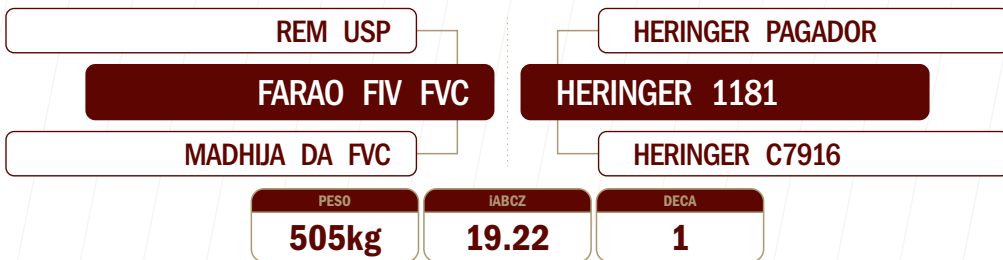 REM USP
HERINGER PAGADOR
FARAO FIV FVC
HERINGER 1181
MADHIJA DA FVC
HERINGER C7916
PESO
iABCZ
DECA
505kg
19.22
1